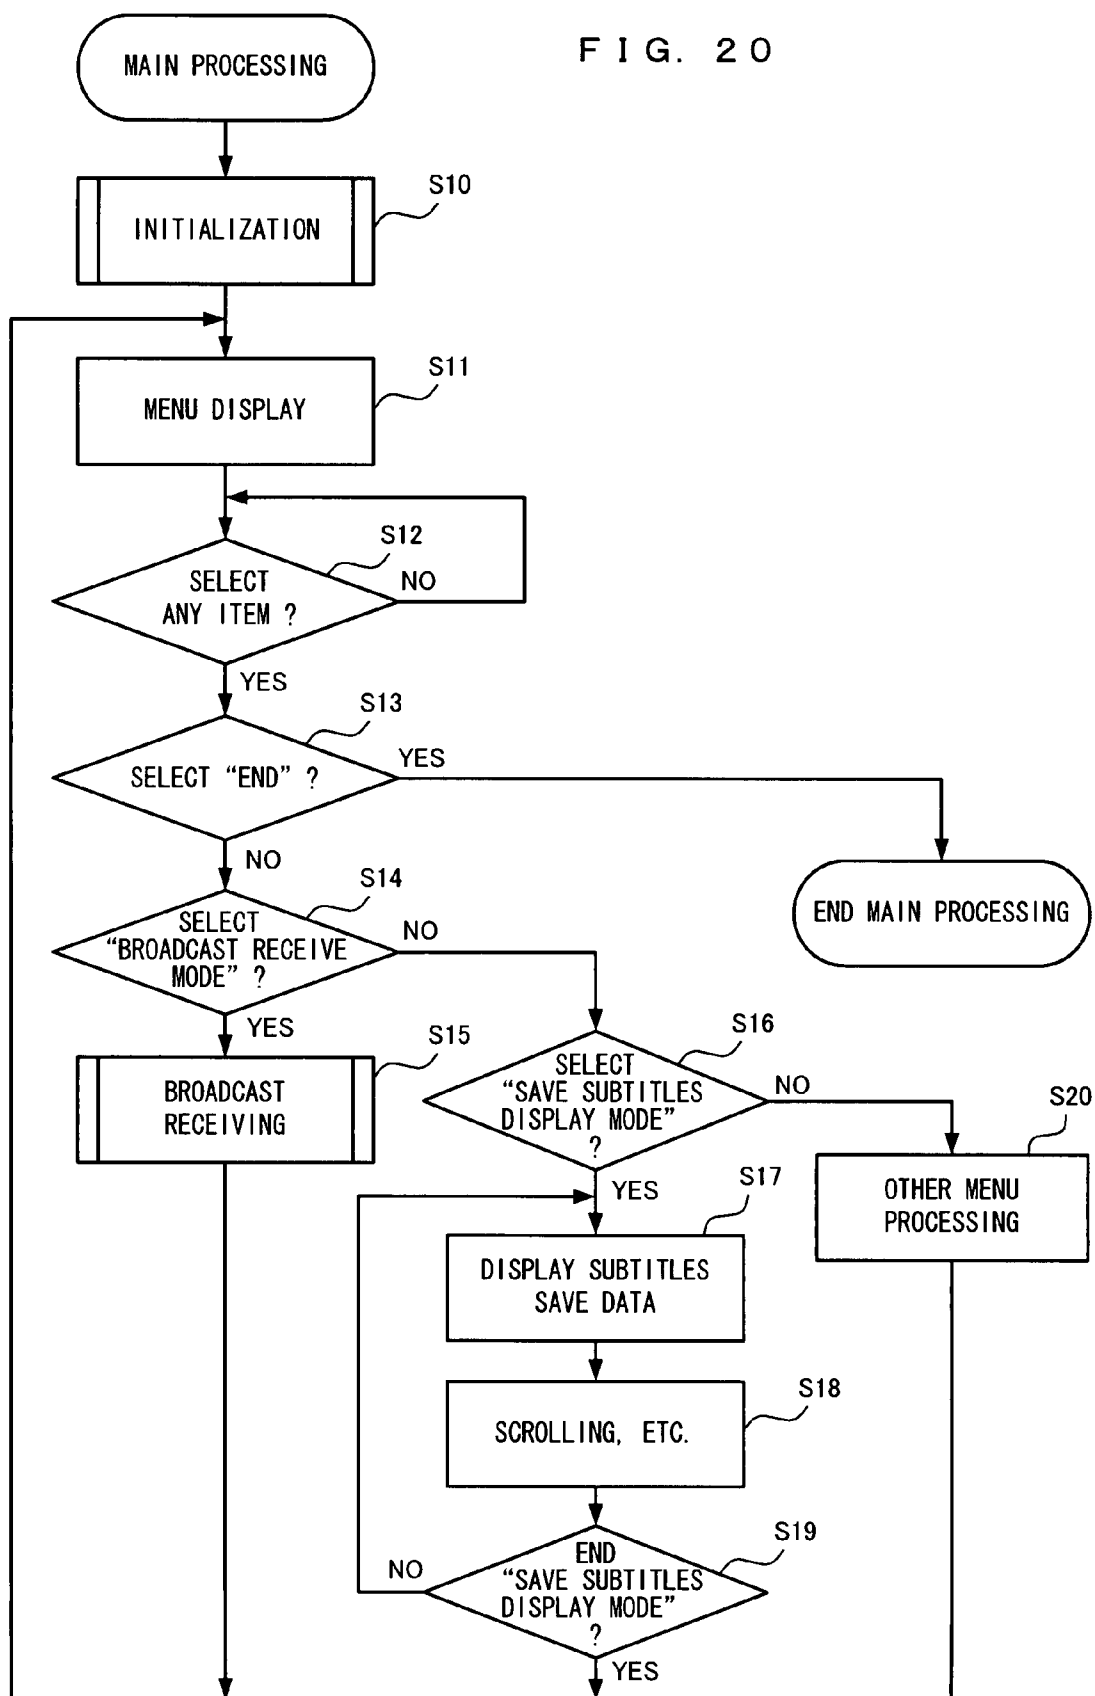 FIG. 20
MAIN PROCESSING
S10
INITIALIZATION
S11
MENU DISPLAY
S12
SELECT
ANY ITEM ?
NO
YES
S13
SELECT “END” ?
YES
NO
END MAIN PROCESSING
S14
SELECT
“BROADCAST RECEIVE
MODE” ?
NO
YES
S15
BROADCAST
RECEIVING
S16
SELECT
“SAVE SUBTITLES
DISPLAY MODE”
?
NO
YES
S20
OTHER MENU
PROCESSING
S17
DISPLAY SUBTITLES
SAVE DATA
S18
SCROLLING, ETC.
S19
END
“SAVE SUBTITLES
DISPLAY MODE”
?
NO
YES